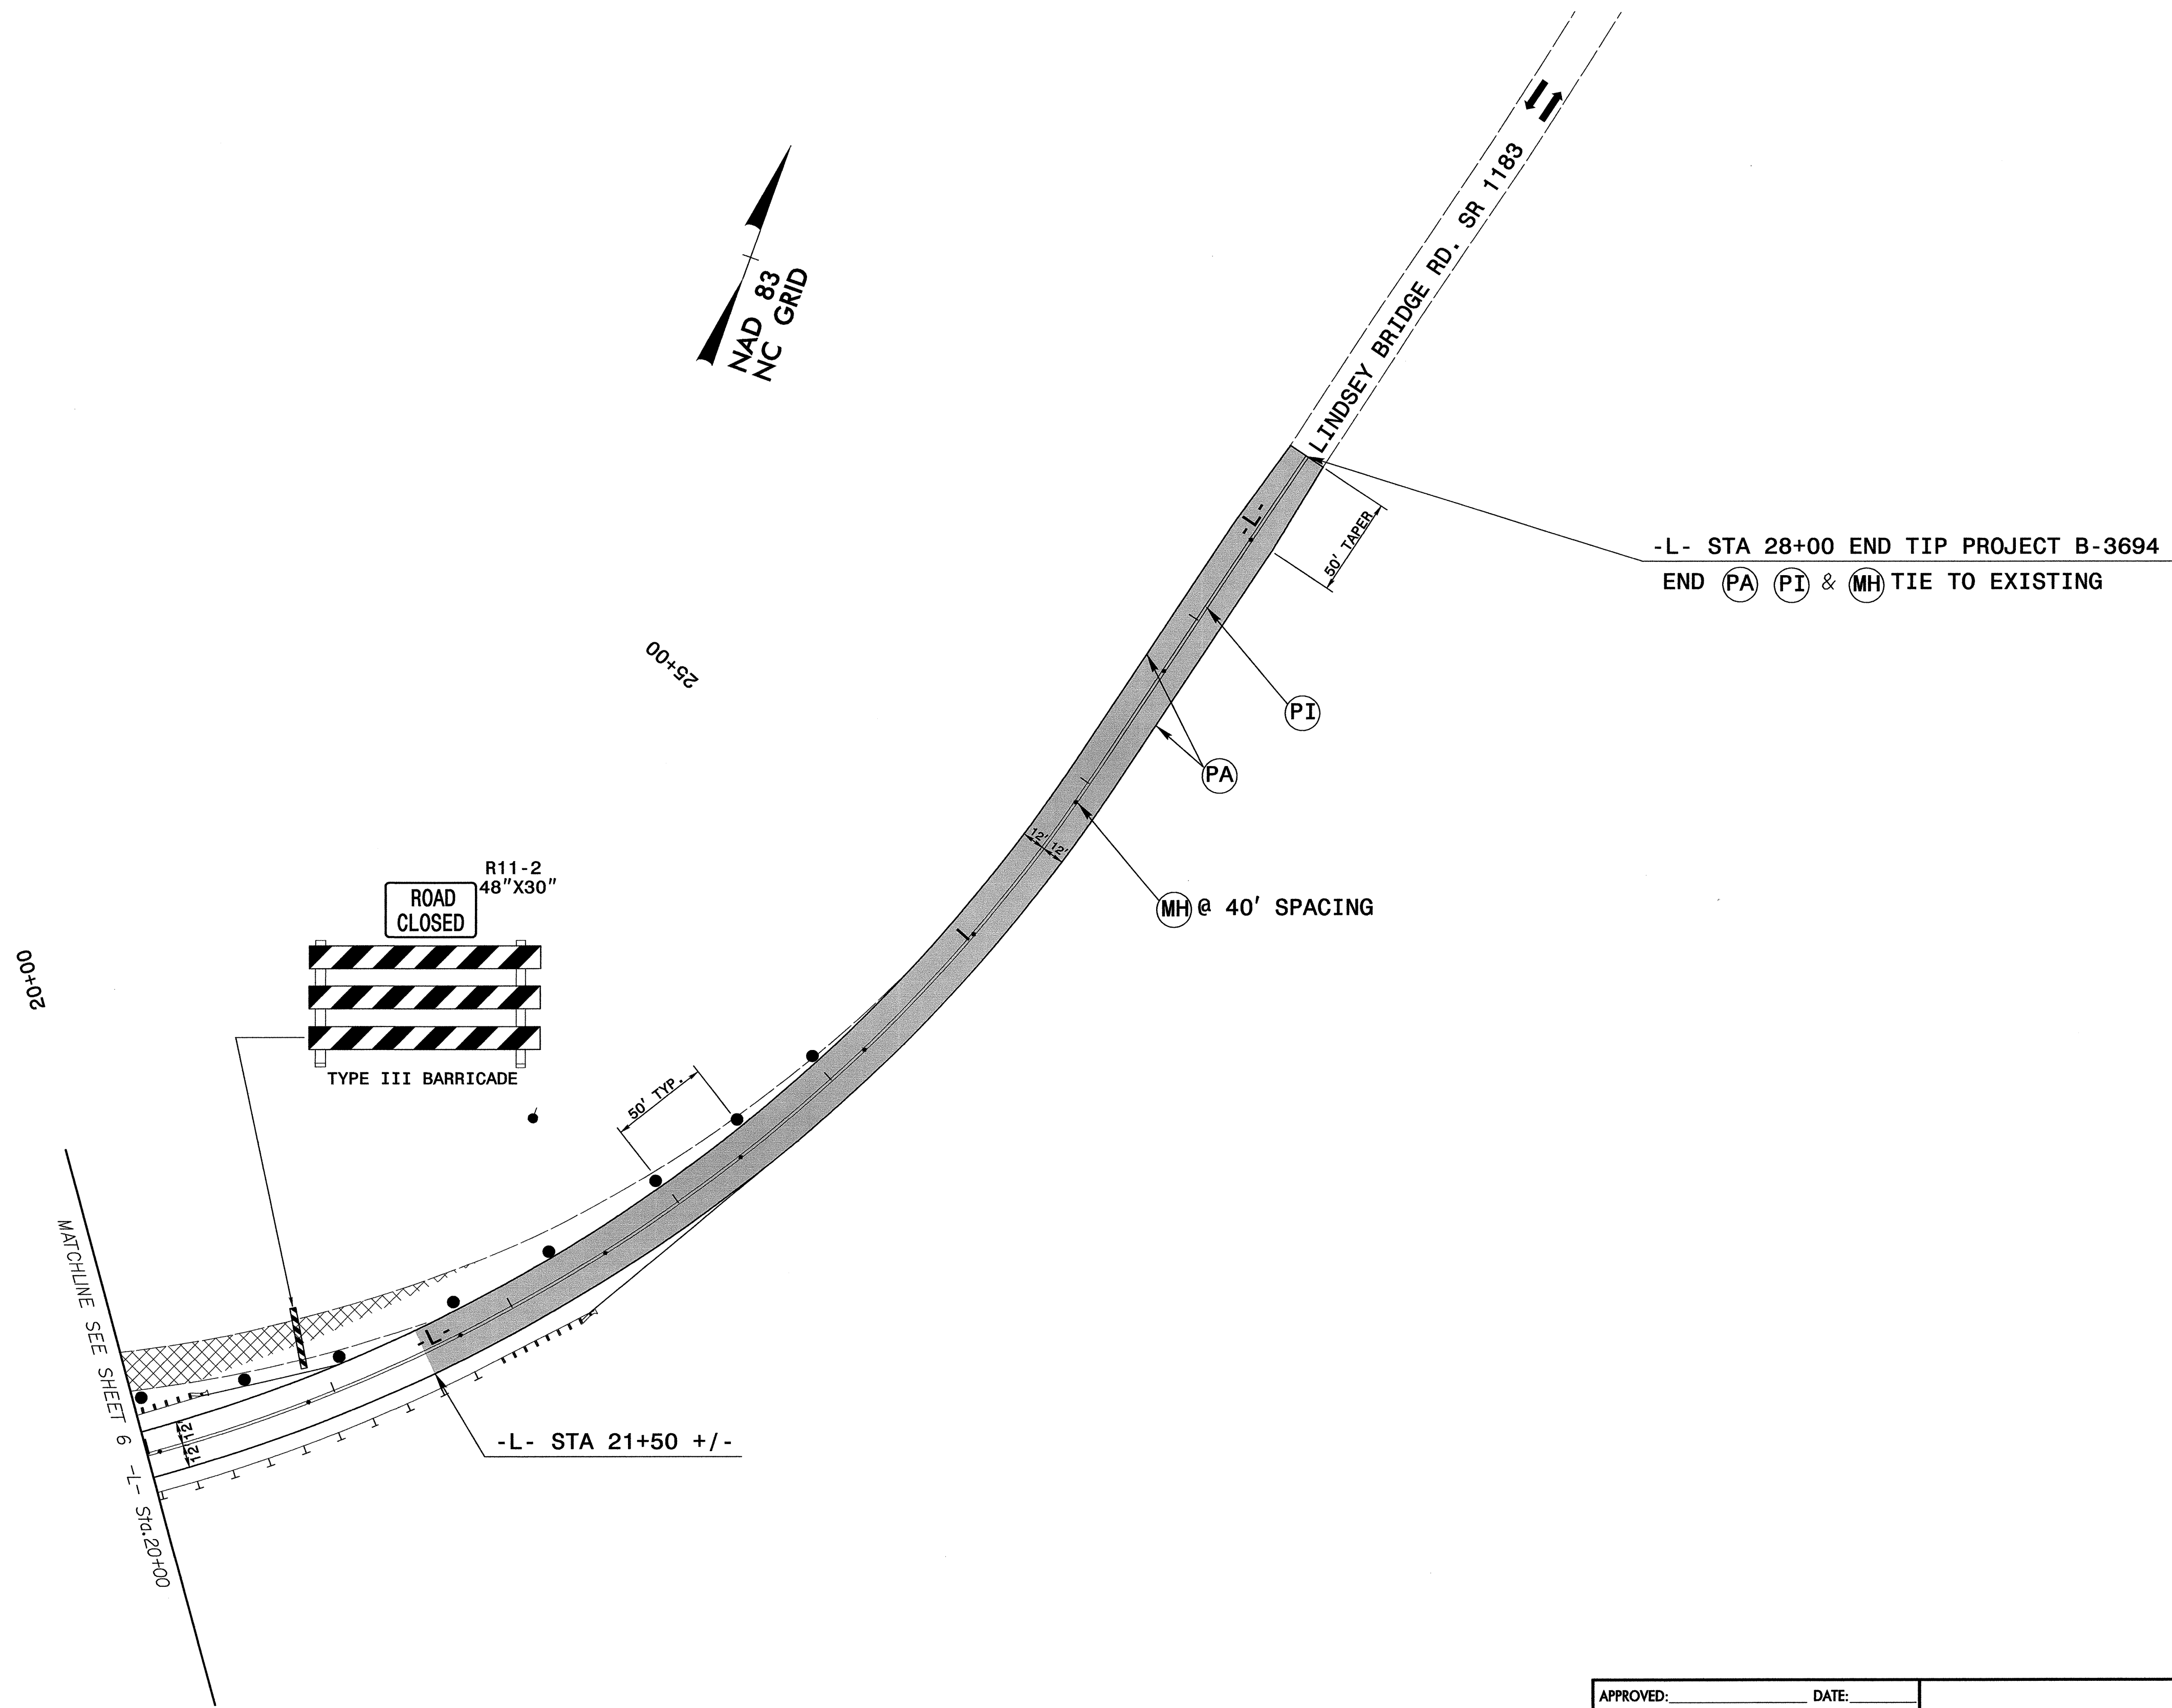 LINDSEY BRIDGE RD. SR 1183
NAD 83
NC GRID
-L-
50' TAPER
-L- STA 28+00 END TIP PROJECT B-3694
END PA PI & MH TIE TO EXISTING
25+00
PI
PA
12'
12'
MH @ 40' SPACING
R11-2
48"X30"
ROAD
CLOSED
TYPE III BARRICADE
20+00
50' TYP.
-L-
12
12
-L- STA 21+50 +/-
MATCHLINE SEE SHEET 6 -L- Sta.20+00
APPROVED: DATE: